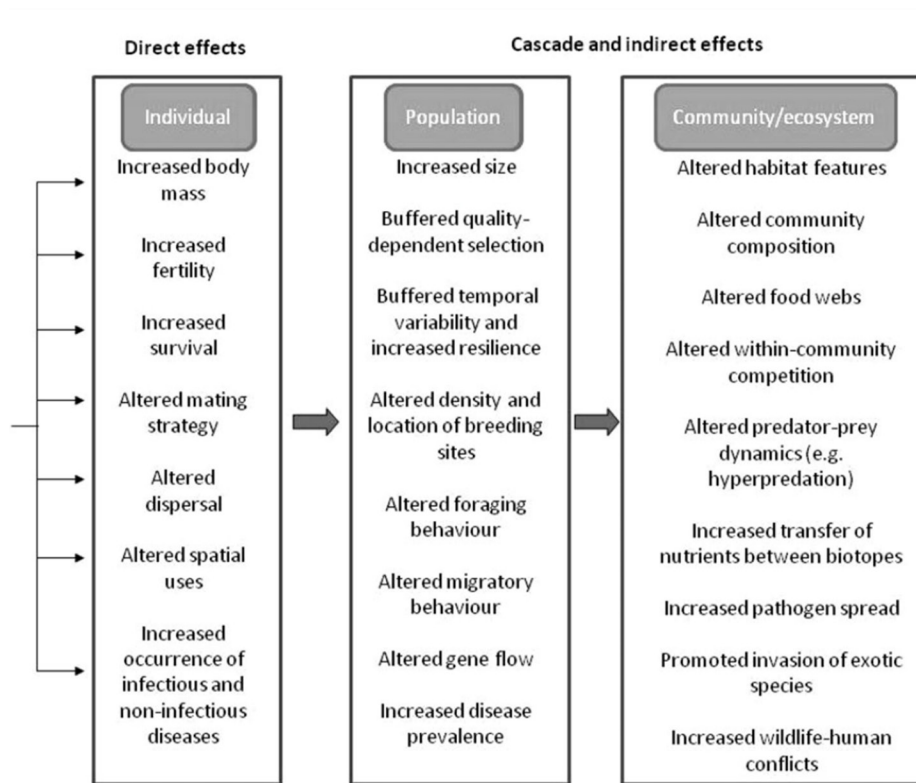 Direct effects
Cascade and indirect effects
Individual
Increased body
mass
Increased
fertility
Increased
survival
Altered mating
strategy
Altered
dispersal
Altered spatial
uses
Increased
occurrence of
infectious and
non-infectious
diseases
Population
Increased size
Buffered quality-
dependent selection
Buffered temporal
variability and
increased resilience
Altered density and
location of breeding
sites
Altered foraging
behaviour
Altered migratory
behaviour
Altered gene flow
Increased disease
prevalence
Community/ecosystem
Altered habitat features
Altered community
composition
Altered food webs
Altered within-community
competition
Altered predator-prey
dynamics (e.g.
hyperpredation)
Increased transfer of
nutrients between biotopes
Increased pathogen spread
Promoted invasion of exotic
species
Increased wildlife-human
conflicts